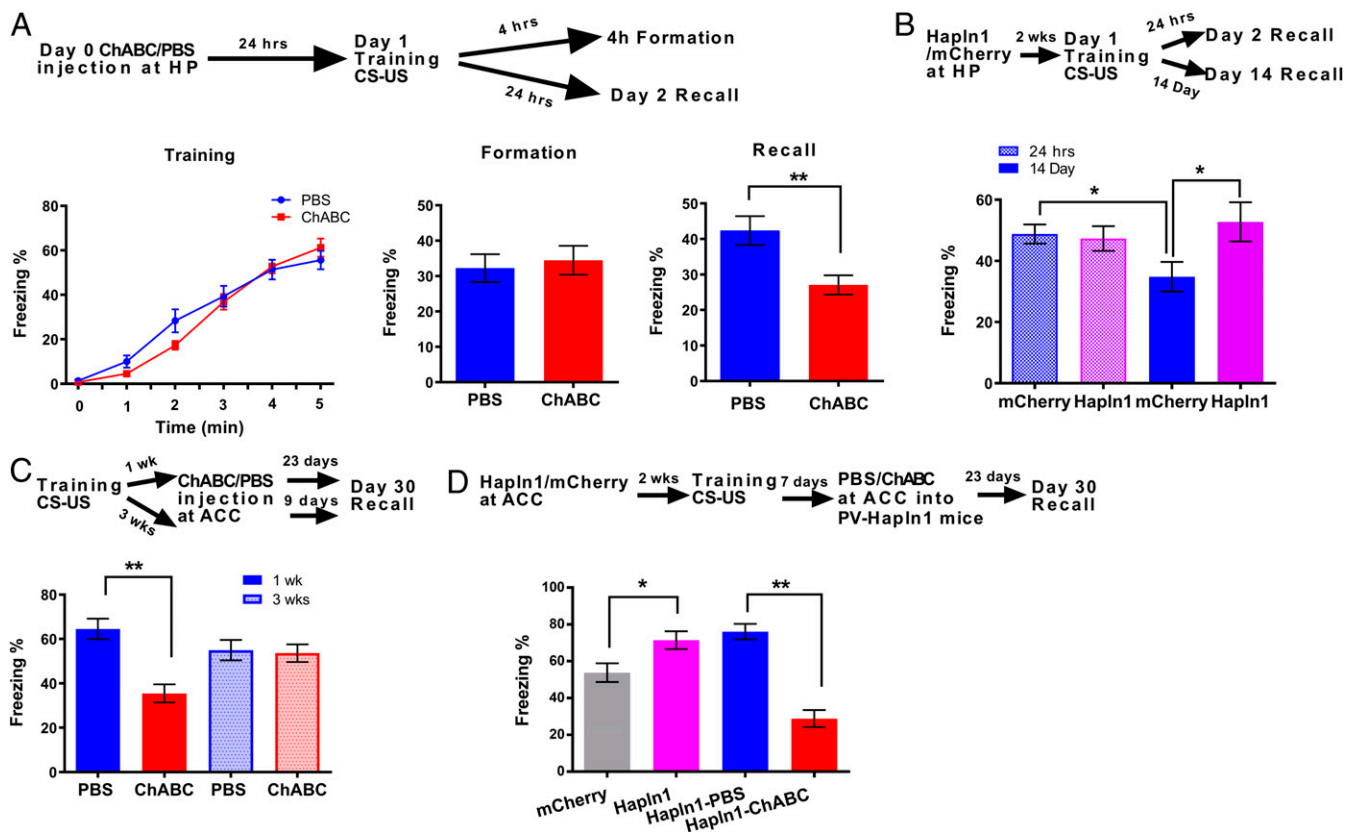 A
Day 0 ChABC/PBS
injection at HP
24 hrs
Day 1
Training
CS-US
4 hrs
4h Formation
24 hrs
Day 2 Recall
B
Hapln1
/mCherry
at HP
2 wks
Day 1
Training
CS-US
24 hrs
Day 2 Recall
14 Day
Day 14 Recall
Training
PBS
ChABC
Freezing %
80
60
40
20
0
0 1 2 3 4 5
Time (min)
Formation
Freezing %
50
40
30
20
10
0
PBS ChABC
Recall
**
Freezing %
50
40
30
20
10
0
PBS ChABC
24 hrs
14 Day
*
*
Freezing %
60
40
20
0
mCherry Hapln1 mCherry Hapln1
C
Training
CS-US
1 wk
3 wks
ChABC/PBS
injection
at ACC
23 days
9 days
Day 30
Recall
**
1 wk
3 wks
Freezing %
80
60
40
20
0
PBS ChABC PBS ChABC
D
Hapln1/mCherry
at ACC
2 wks
Training
CS-US
7 days
PBS/ChABC
at ACC into
PV-Hapln1 mice
23 days
Day 30
Recall
*
**
Freezing %
100
80
60
40
20
0
mCherry
Hapln1
Hapln1-PBS
Hapln1-ChABC